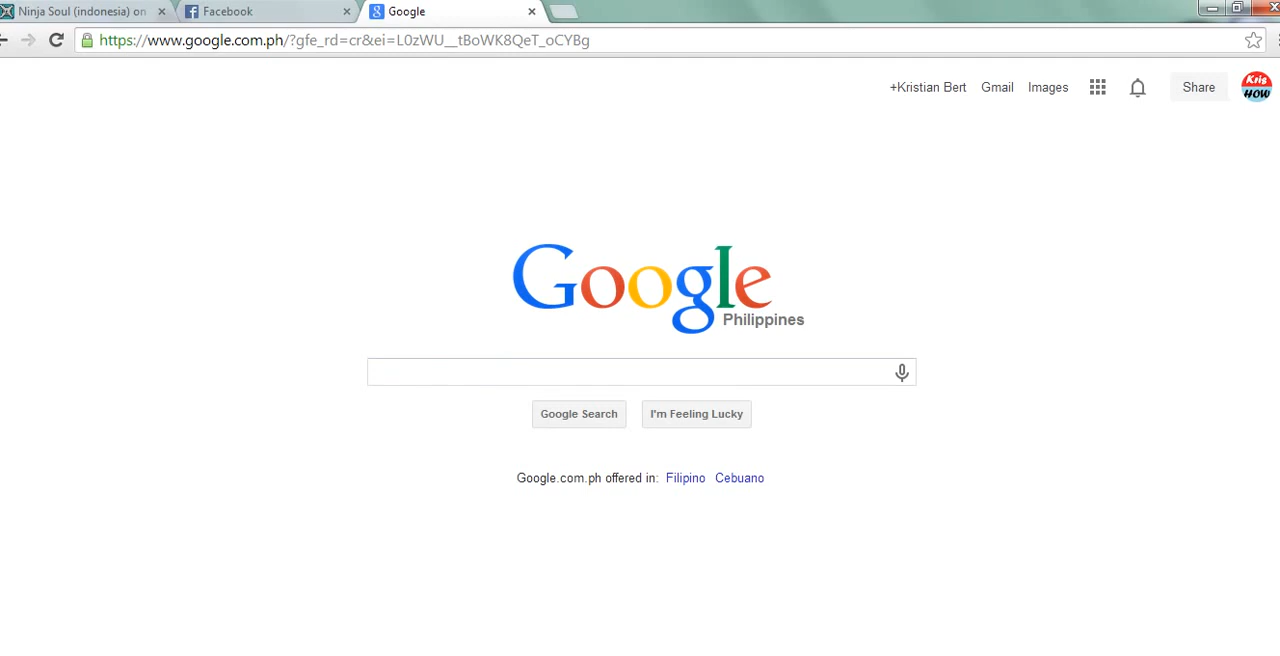 Ninja Soul (indonesia) on
Facebook
Google
https://www.google.com.ph/?gfe_rd=cr&ei=L0zWU__tBoWK8QeT_oCYBg
+Kristian Bert
Gmail
Images
Share
Kris
HOW
Google
Philippines
Google Search
I'm Feeling Lucky
Google.com.ph offered in: Filipino Cebuano